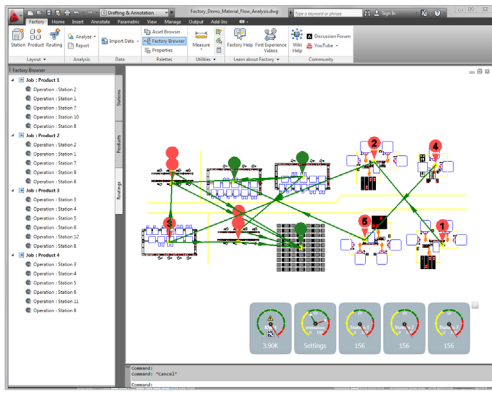 Drafting & Annotation
Factory_Demo_Material_Flow_Analysis.dwg
Type a keyword or phrase
Sign In
Factory Home Insert Annotate Parametric View Manage Output Add Ins
Station Product Routing
Analyze
Report
Import Data
Asset Browser
Factory Browser
Properties
Measure
Factory Help
First Experience Videos
Wiki Help
Discussion Forum
YouTube
Layout Analysis Data Palettes Utilities Learn about Factory
Factory Browser
Job : Product 1
Operation : Station 2
Operation : Station 1
Operation : Station 7
Operation : Station 10
Operation : Station 8
Job : Product 2
Operation : Station 2
Operation : Station 1
Operation : Station 7
Operation : Station 6
Operation : Station 8
Job : Product 3
Operation : Station 3
Operation : Station 4
Operation : Station 5
Operation : Station 6
Operation : Station 12
Operation : Station 8
Job : Product 4
Operation : Station 3
Operation : Station 4
Operation : Station 5
Operation : Station 8
Operation : Station 11
Operation : Station 8
Stations
Products
Routings
2
4
5
1
3.90K
Settings
156
156
156
Command:
Command: *Cancel*
Command: